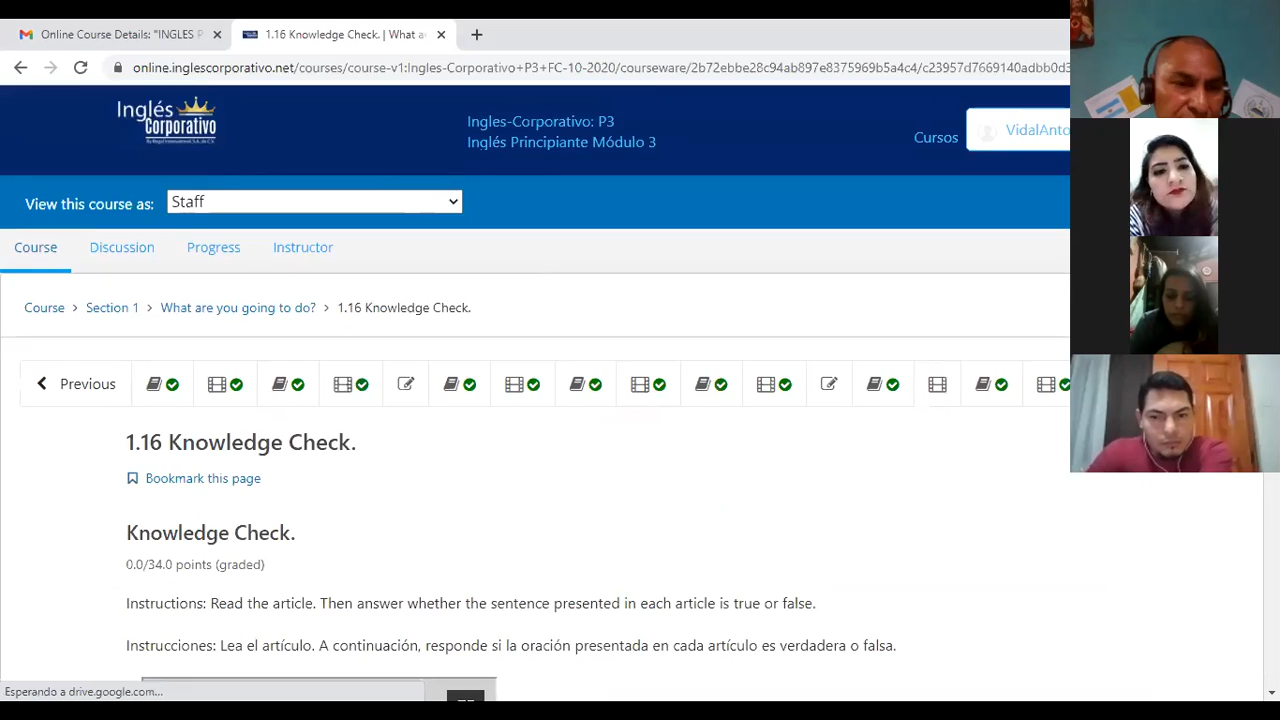 Online Course Details: "INGLES P
1.16 Knowledge Check. | What a
online.inglescorporativo.net/courses/course-v1:Ingles-Corporativo+P3+FC-10-2020/courseware/2b72ebbe28c94ab897e8375969b5a4c4/c23957d7669140adbb0d3
Inglés
Corporativo
Ingles-Corporativo: P3
Inglés Principiante Módulo 3
Cursos
VidalAnto
View this course as:
Staff
Course
Discussion
Progress
Instructor
Course > Section 1 > What are you going to do? > 1.16 Knowledge Check.
Previous
1.16 Knowledge Check.
Bookmark this page
Knowledge Check.
0.0/34.0 points (graded)
Instructions: Read the article. Then answer whether the sentence presented in each article is true or false.
Instrucciones: Lea el artículo. A continuación, responde si la oración presentada en cada artículo es verdadera o falsa.
Esperando a drive.google.com...